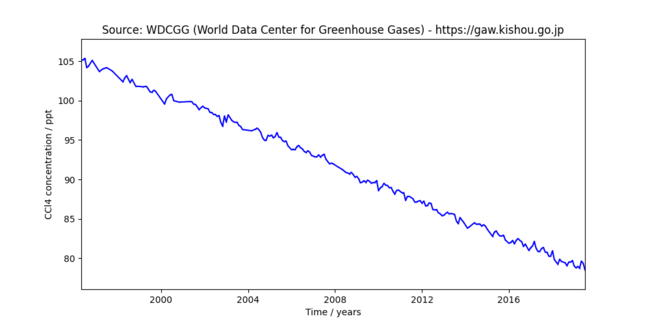 Source: WDCGG (World Data Center for Greenhouse Gases) - https://gaw.kishou.go.jp
CCl4 concentration / ppt
105
100
95
90
85
80
2000 2004 2008 2012 2016
Time / years